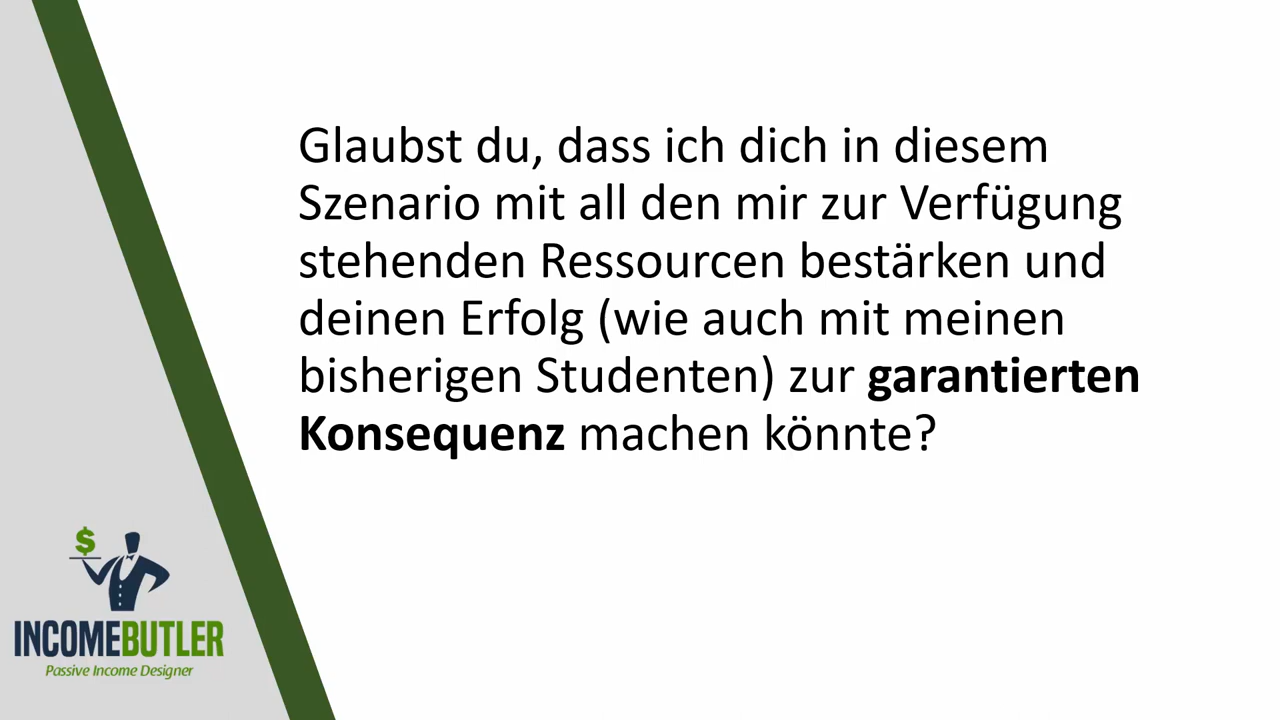 Glaubst du, dass ich dich in diesem
Szenario mit all den mir zur Verfügung
stehenden Ressourcen bestärken und
deinen Erfolg (wie auch mit meinen
bisherigen Studenten) zur garantierten
Konsequenz machen könnte?
$
INCOMEBUTLER
Passive Income Designer